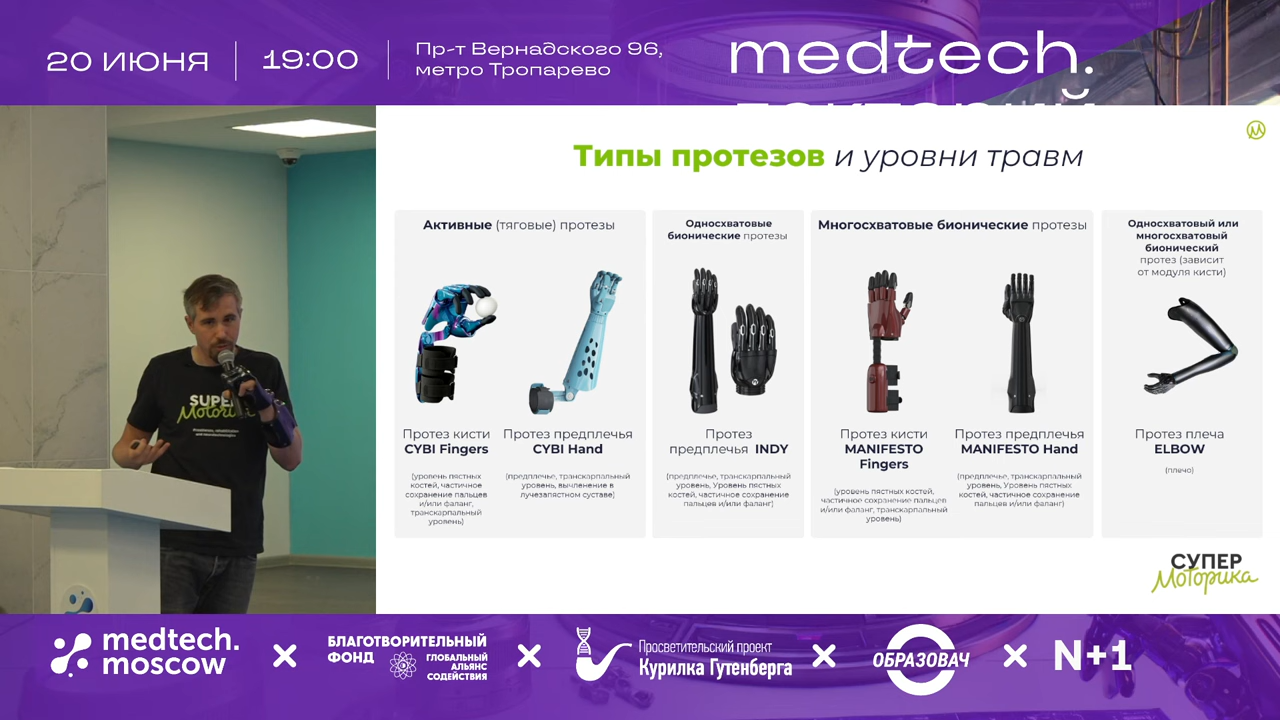 20 ИЮНЯ
19:00
Пр-т Вернадского 96,
метро Тропарево
medtech.
Типы протезов и уровни травм
Активные (тяговые) протезы
Односхватовые
бионические протезы
Многосхватовые бионические протезы
Односхватовый или
многосхватовый
бионический
протез (зависит
от модуля кисти)
Протез кисти
CYBI Fingers
(уровень пястных
костей, частичное
сохранение пальцев
и/или фаланг,
транскарпальный
уровень)
Протез предплечья
CYBI Hand
(предплечье, транскарпальный
уровень, вычленение в
лучезапястном суставе)
Протез
предплечья INDY
(предплечье, транскарпальный
уровень, Уровень пястных
костей, частичное сохранение
пальцев и/или фаланг)
Протез кисти
MANIFESTO
Fingers
(уровень пястных костей,
частичное сохранение пальцев
и/или фаланг, транскарпальный
уровень)
Протез предплечья
MANIFESTO Hand
(предплечье, транскарпальный
уровень, Уровень пястных
костей, частичное сохранение
пальцев и/или фаланг)
Протез плеча
ELBOW
(плечо)
СУПЕР
Моторика
SUPER
Моторика
medtech.
moscow
БЛАГОТВОРИТЕЛЬНЫЙ
ФОНД
ГЛОБАЛЬНЫЙ
АЛЬЯНС
СОДЕЙСТВИЯ
Просветительский проект
Курилка Гутенберга
ОБРАЗОВАЧ
N+1